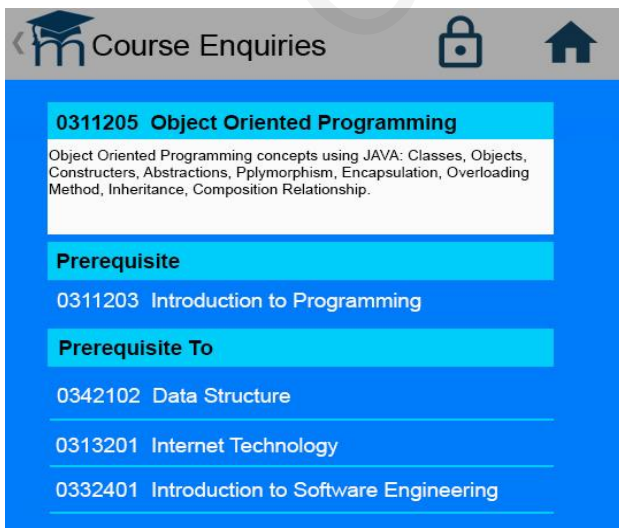 Course Enquiries
0311205 Object Oriented Programming
Object Oriented Programming concepts using JAVA: Classes, Objects,
Constructers, Abstractions, Pplymorphism, Encapsulation, Overloading
Method, Inheritance, Composition Relationship.
Prerequisite
0311203 Introduction to Programming
Prerequisite To
0342102 Data Structure
0313201 Internet Technology
0332401 Introduction to Software Engineering